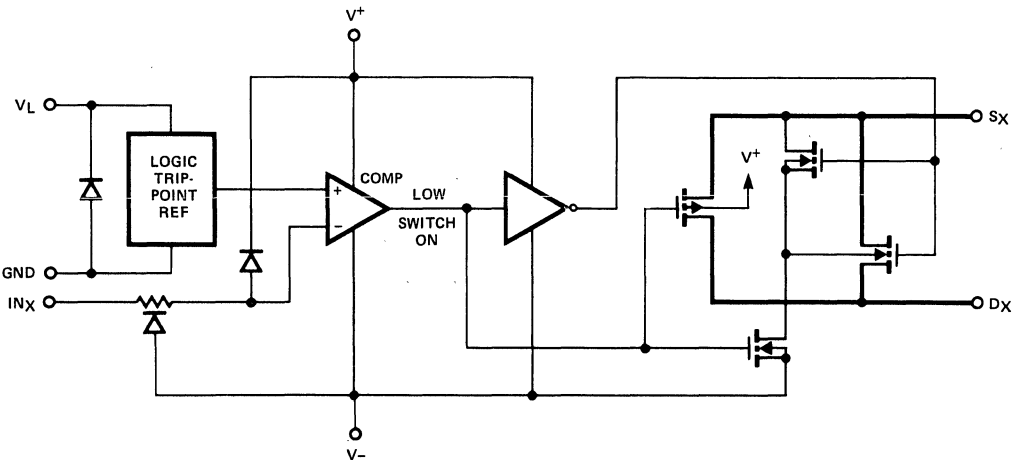 V+
VL
LOGIC
TRIP-
POINT
REF
+
−
COMP
LOW
SWITCH
ON
V+
SX
GND
INX
DX
V−